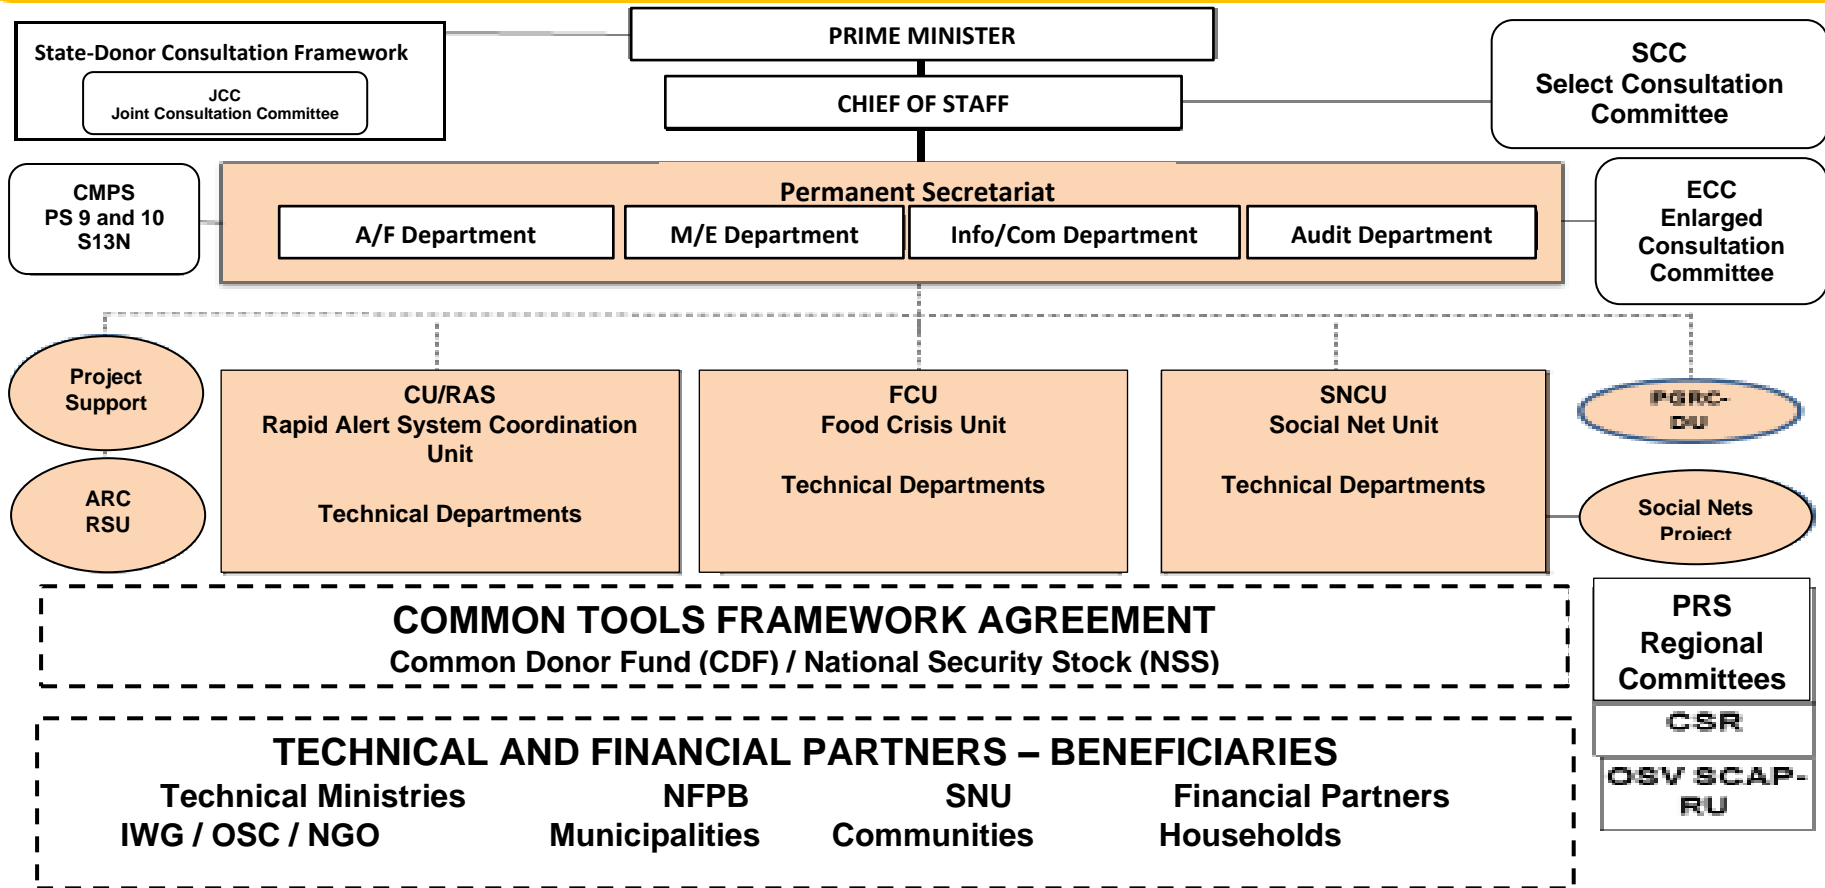 PRIME MINISTER
State-Donor Consultation Framework
JCC
Joint Consultation Committee
CHIEF OF STAFF
SCC
Select Consultation
Committee
CMPS
PS 9 and 10
S13N
Permanent Secretariat
A/F Department
M/E Department
Info/Com Department
Audit Department
ECC
Enlarged
Consultation
Committee
Project
Support
ARC
RSU
CU/RAS
Rapid Alert System Coordination
Unit
Technical Departments
FCU
Food Crisis Unit
Technical Departments
SNCU
Social Net Unit
Technical Departments
PGRC-
DU
Social Nets
Project
COMMON TOOLS FRAMEWORK AGREEMENT
Common Donor Fund (CDF) / National Security Stock (NSS)
PRS
Regional
Committees
CSR
OSV SCAP-
RU
TECHNICAL AND FINANCIAL PARTNERS – BENEFICIARIES
Technical Ministries NFPB SNU Financial Partners
IWG / OSC / NGO Municipalities Communities Households